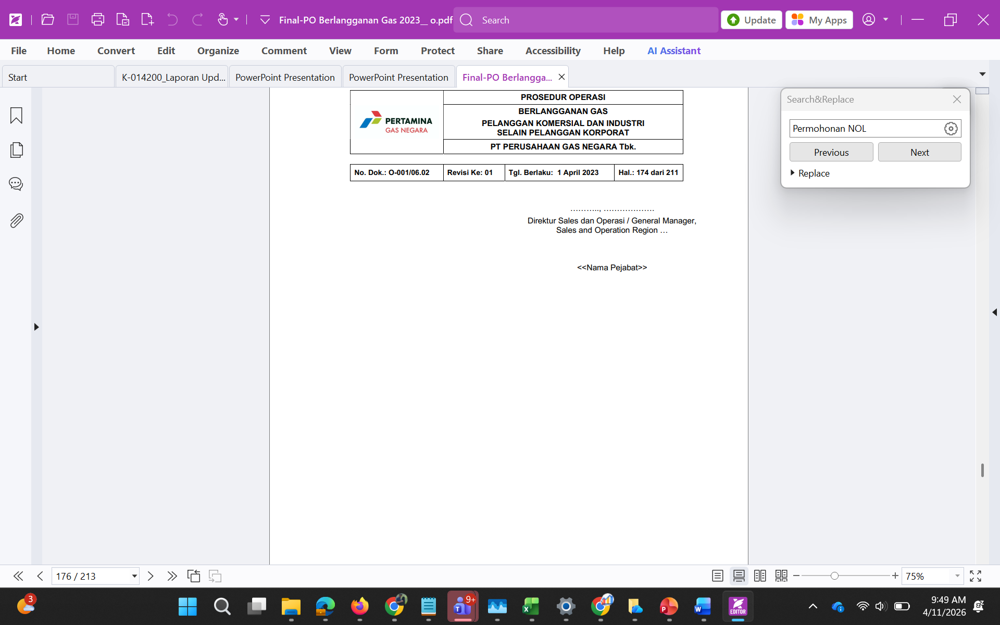 Final-PO Berlangganan Gas 2023__ o.pdf
Search
Update
My Apps
File Home Convert Edit Organize Comment View Form Protect Share Accessibility Help AI Assistant
Start
K-014200_Laporan Upd...
PowerPoint Presentation
PowerPoint Presentation
Final-PO Berlangga...
PERTAMINA
GAS NEGARA
PROSEDUR OPERASI
BERLANGGANAN GAS
PELANGGAN KOMERSIAL DAN INDUSTRI
SELAIN PELANGGAN KORPORAT
PT PERUSAHAAN GAS NEGARA Tbk.
No. Dok.: O-001/06.02 Revisi Ke: 01 Tgl. Berlaku: 1 April 2023 Hal.: 174 dari 211
……….., ……………….
Direktur Sales dan Operasi / General Manager,
Sales and Operation Region …
<<Nama Pejabat>>
Search&Replace
Permohonan NOL
Previous Next
Replace
176 / 213
75%
3
9+
EDITOR
9:49 AM
4/11/2026